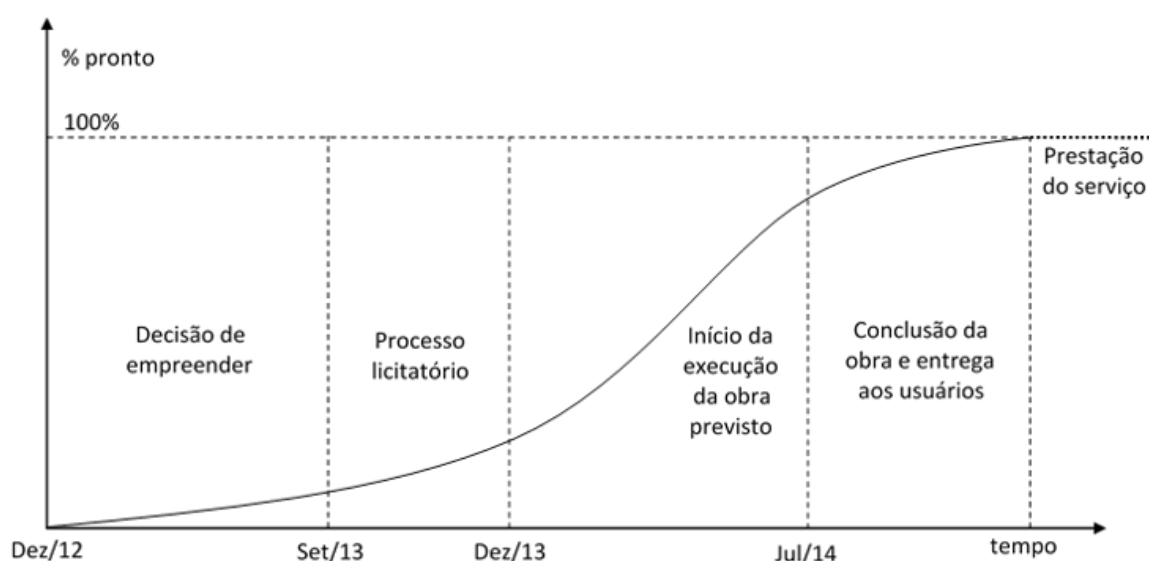 % pronto
100%
Prestação
do serviço
Decisão de
empreender
Processo
licitatório
Início da
execução
da obra
previsto
Conclusão da
obra e entrega
aos usuários
Dez/12
Set/13
Dez/13
Jul/14
tempo